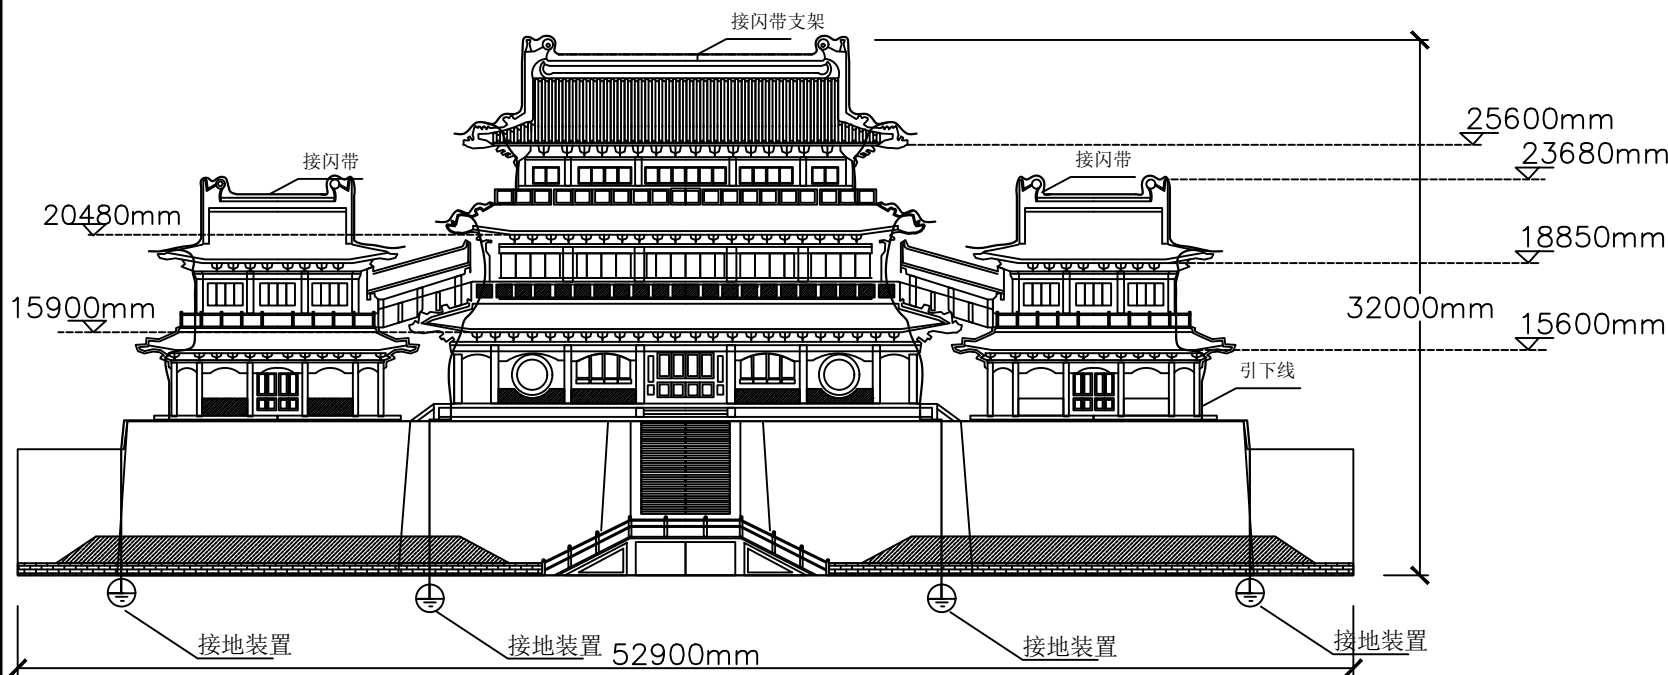 接闪带支架
25600mm
23680mm
接闪带
接闪带
20480mm
18850mm
15900mm
32000mm
15600mm
引下线
接地装置
接地装置
接地装置
接地装置
52900mm